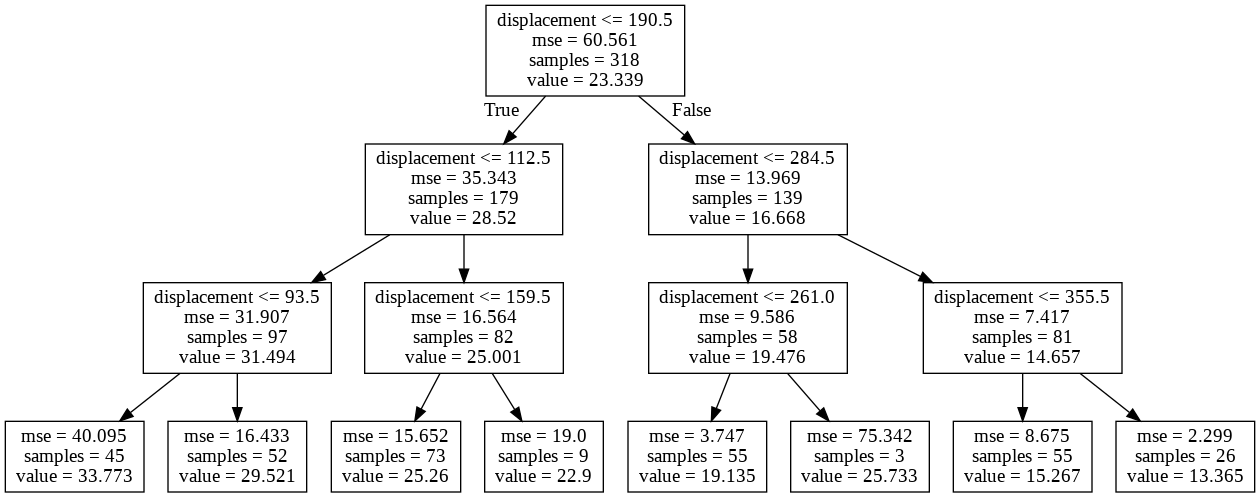 displacement <= 190.5
mse = 60.561
samples = 318
value = 23.339
True
False
displacement <= 112.5
mse = 35.343
samples = 179
value = 28.52
displacement <= 284.5
mse = 13.969
samples = 139
value = 16.668
displacement <= 93.5
mse = 31.907
samples = 97
value = 31.494
displacement <= 159.5
mse = 16.564
samples = 82
value = 25.001
displacement <= 261.0
mse = 9.586
samples = 58
value = 19.476
displacement <= 355.5
mse = 7.417
samples = 81
value = 14.657
mse = 40.095
samples = 45
value = 33.773
mse = 16.433
samples = 52
value = 29.521
mse = 15.652
samples = 73
value = 25.26
mse = 19.0
samples = 9
value = 22.9
mse = 3.747
samples = 55
value = 19.135
mse = 75.342
samples = 3
value = 25.733
mse = 8.675
samples = 55
value = 15.267
mse = 2.299
samples = 26
value = 13.365